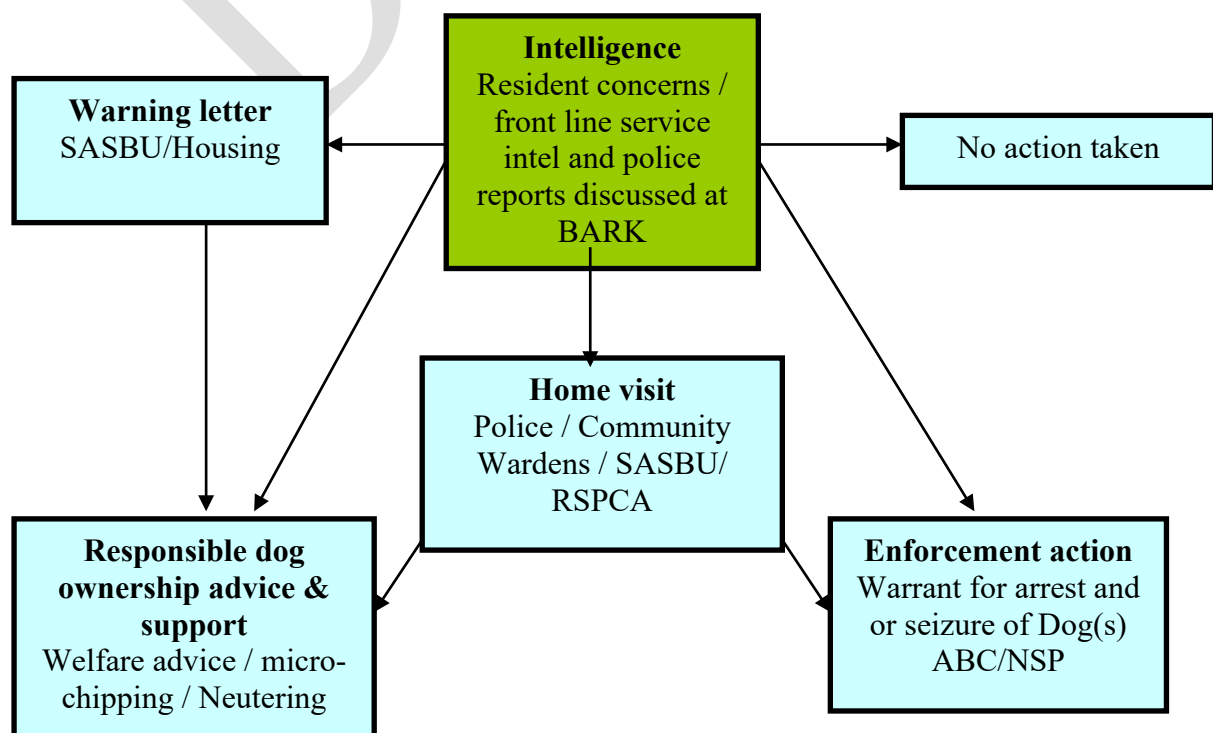 Intelligence
Resident concerns /
front line service
intel and police
reports discussed at
BARK
Warning letter
SASBU/Housing
No action taken
Home visit
Police / Community
Wardens / SASBU/
RSPCA
Responsible dog
ownership advice &
support
Welfare advice / micro-
chipping / Neutering
Enforcement action
Warrant for arrest and
or seizure of Dog(s)
ABC/NSP